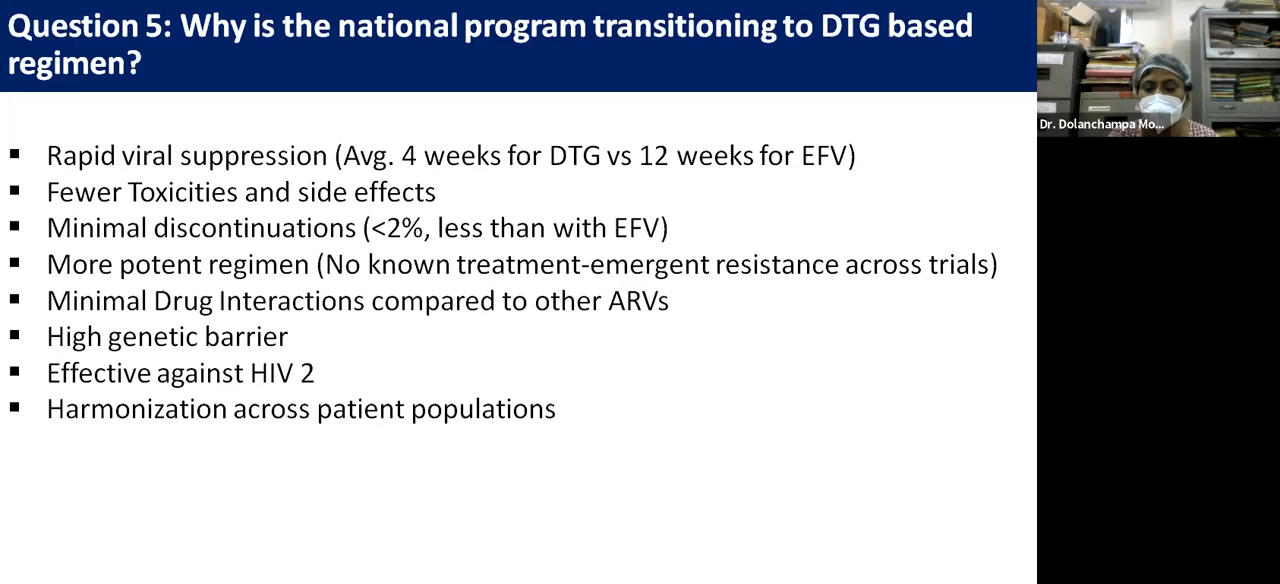 Question 5: Why is the national program transitioning to DTG based
regimen?
Dr. Dolanchampa Mo...
▪ Rapid viral suppression (Avg. 4 weeks for DTG vs 12 weeks for EFV)
▪ Fewer Toxicities and side effects
▪ Minimal discontinuations (<2%, less than with EFV)
▪ More potent regimen (No known treatment-emergent resistance across trials)
▪ Minimal Drug Interactions compared to other ARVs
▪ High genetic barrier
▪ Effective against HIV 2
▪ Harmonization across patient populations